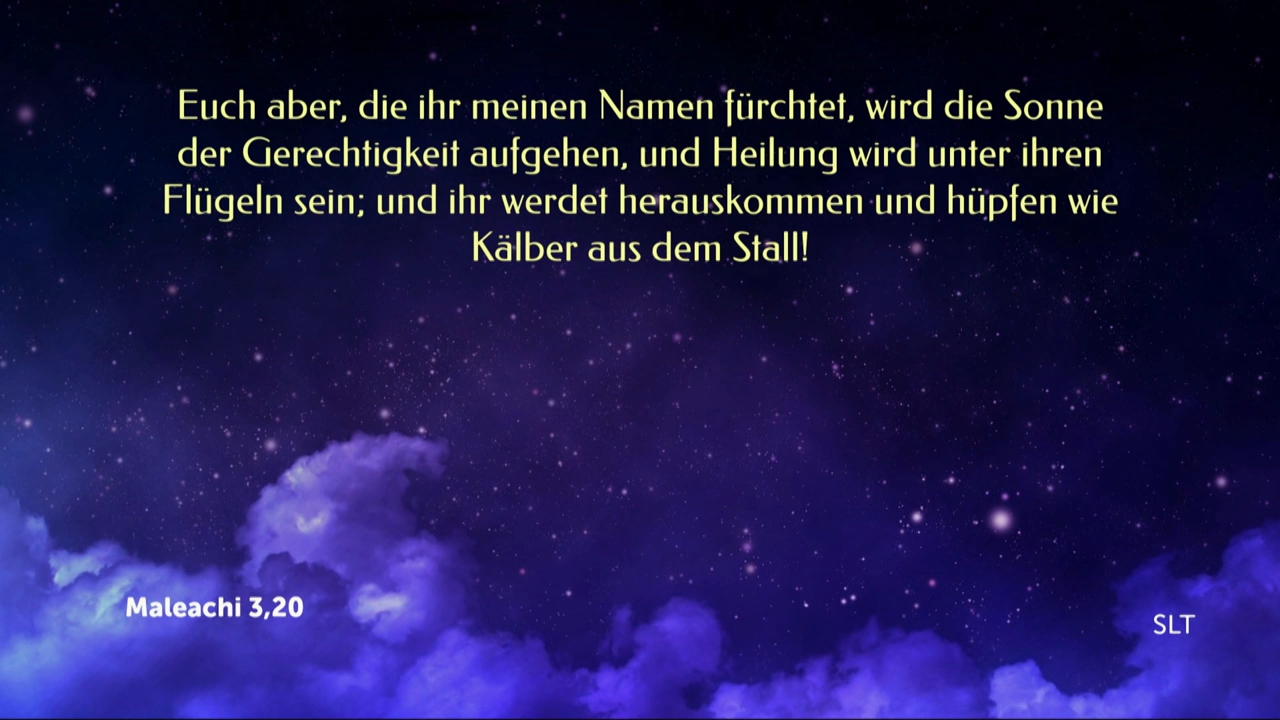 Euch aber, die ihr meinen Namen fürchtet, wird die Sonne
der Gerechtigkeit aufgehen, und Heilung wird unter ihren
Flügeln sein; und ihr werdet herauskommen und hüpfen wie
Kälber aus dem Stall!
Maleachi 3,20
SLT